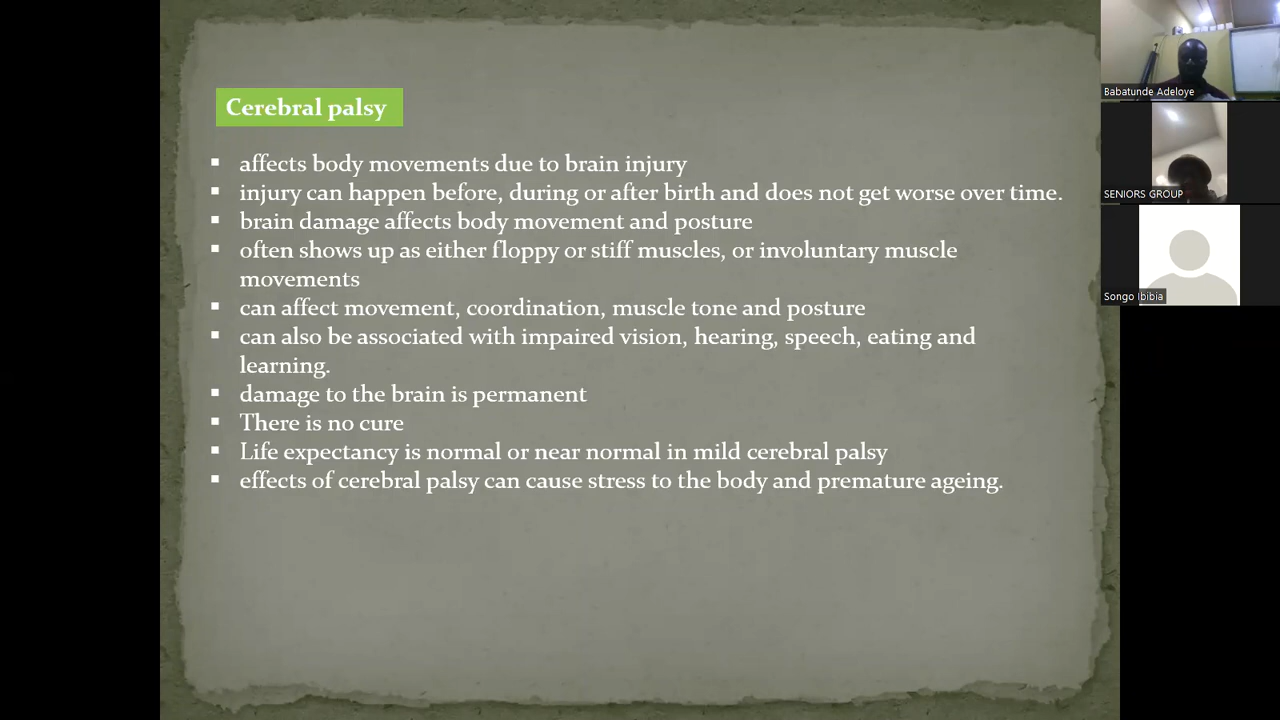 Cerebral palsy
▪ affects body movements due to brain injury
▪ injury can happen before, during or after birth and does not get worse over time.
▪ brain damage affects body movement and posture
▪ often shows up as either floppy or stiff muscles, or involuntary muscle
movements
▪ can affect movement, coordination, muscle tone and posture
▪ can also be associated with impaired vision, hearing, speech, eating and
learning.
▪ damage to the brain is permanent
▪ There is no cure
▪ Life expectancy is normal or near normal in mild cerebral palsy
▪ effects of cerebral palsy can cause stress to the body and premature ageing.
Babatunde Adeloye
SENIORS GROUP
Songo Ibibia